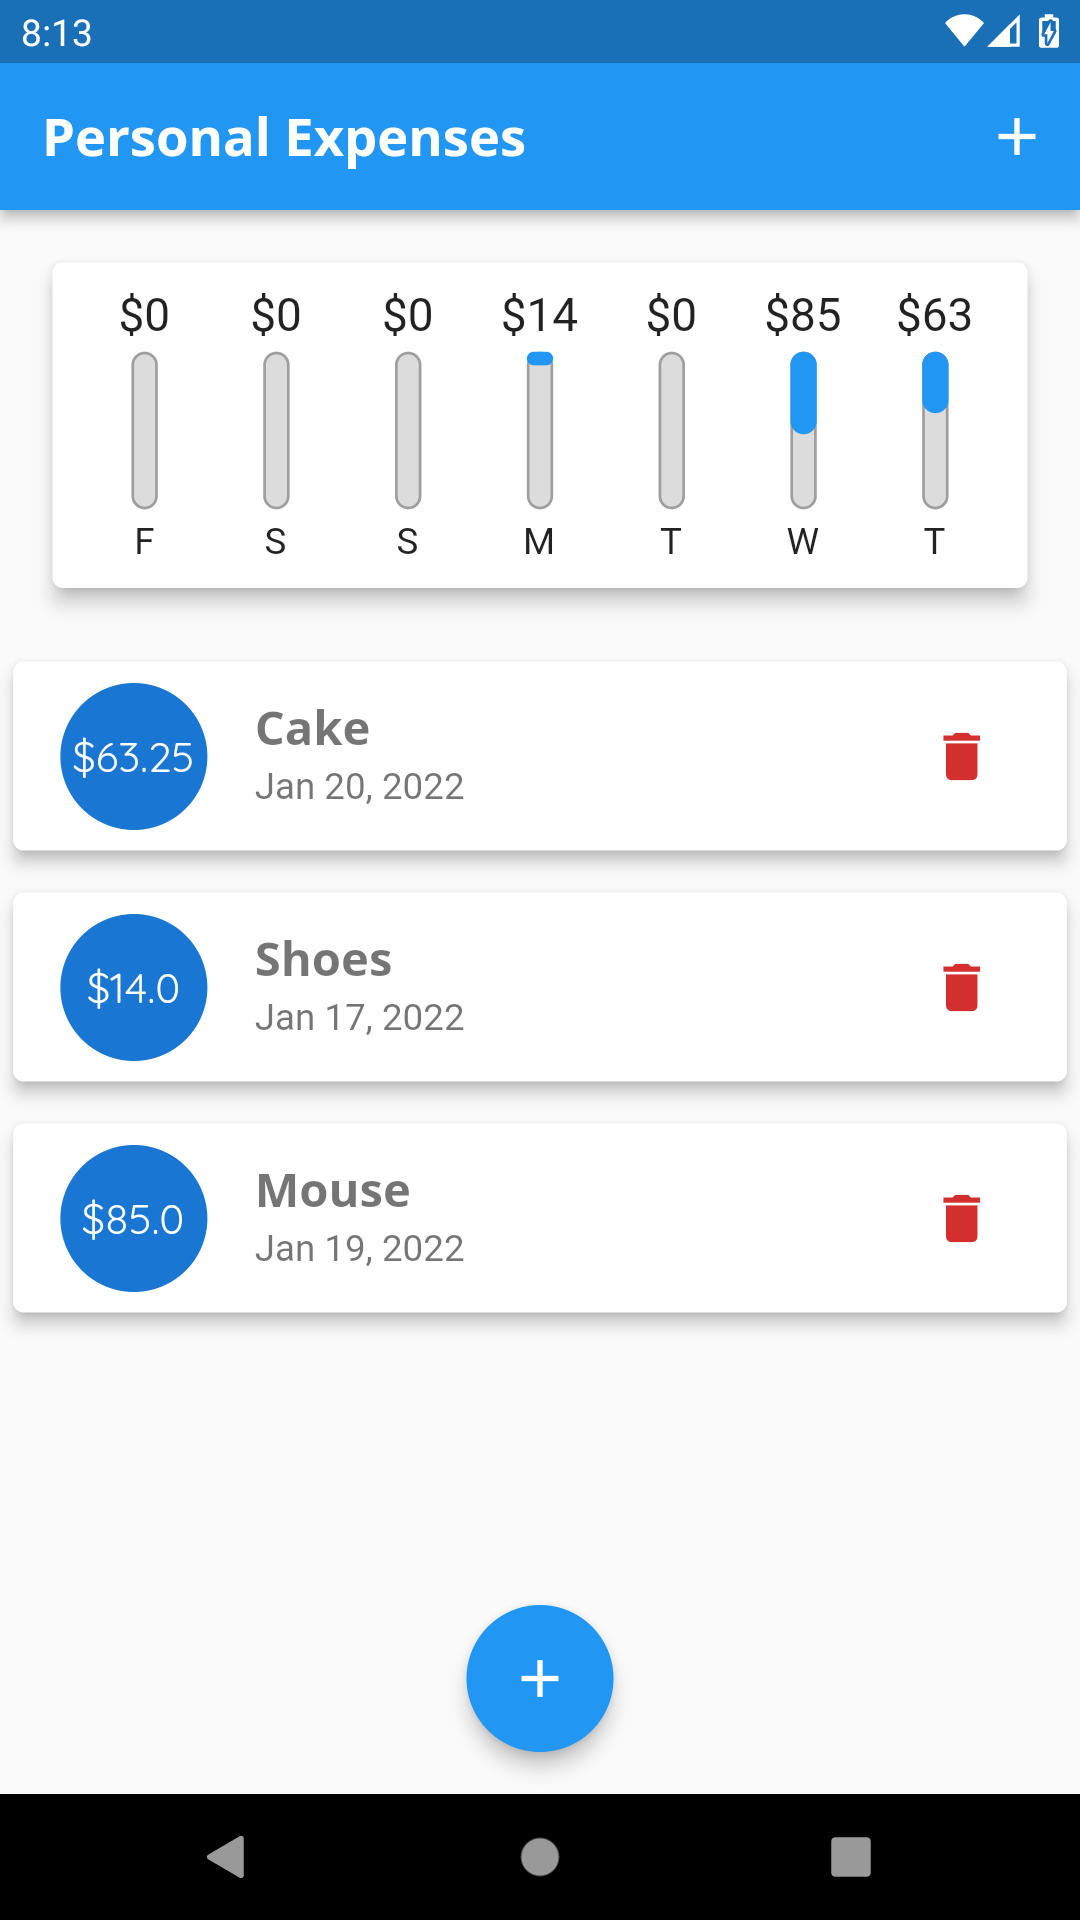 8:13
Personal Expenses
$0 $0 $0 $14 $0 $85 $63
F S S M T W T
$63.25
Cake
Jan 20, 2022
$14.0
Shoes
Jan 17, 2022
$85.0
Mouse
Jan 19, 2022